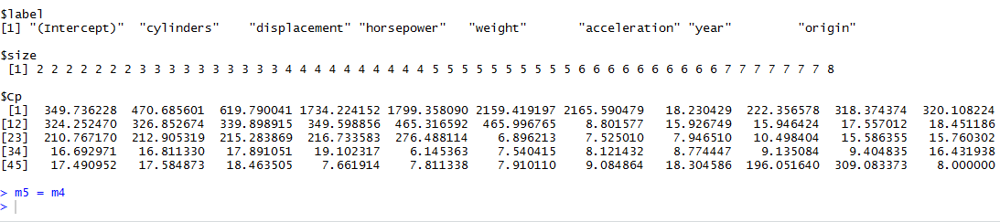 $label
[1] "(Intercept)" "cylinders" "displacement" "horsepower" "weight" "acceleration" "year" "origin"
$size
[1] 2 2 2 2 2 2 2 3 3 3 3 3 3 3 3 3 3 4 4 4 4 4 4 4 4 4 4 5 5 5 5 5 5 5 5 5 5 6 6 6 6 6 6 6 6 6 6 7 7 7 7 7 7 7 8
$Cp
[1] 349.736228 470.685601 619.790041 1734.224152 1799.358090 2159.419197 2165.590479 18.230429 222.356578 318.374374 320.108224
[12] 324.252470 326.852674 339.898915 349.598856 465.316592 465.996765 8.801577 15.926749 15.946424 17.557012 18.451186
[23] 210.767170 212.905319 215.283869 216.733583 276.488114 6.896213 7.525010 7.946510 10.498404 15.586355 15.760302
[34] 16.692971 16.811330 17.891051 19.102317 6.145363 7.540415 8.121432 8.774447 9.135084 9.404835 16.431938
[45] 17.490952 17.584873 18.463505 7.661914 7.811338 7.910110 9.084864 18.304586 196.051640 309.083373 8.000000
> m5 = m4
>